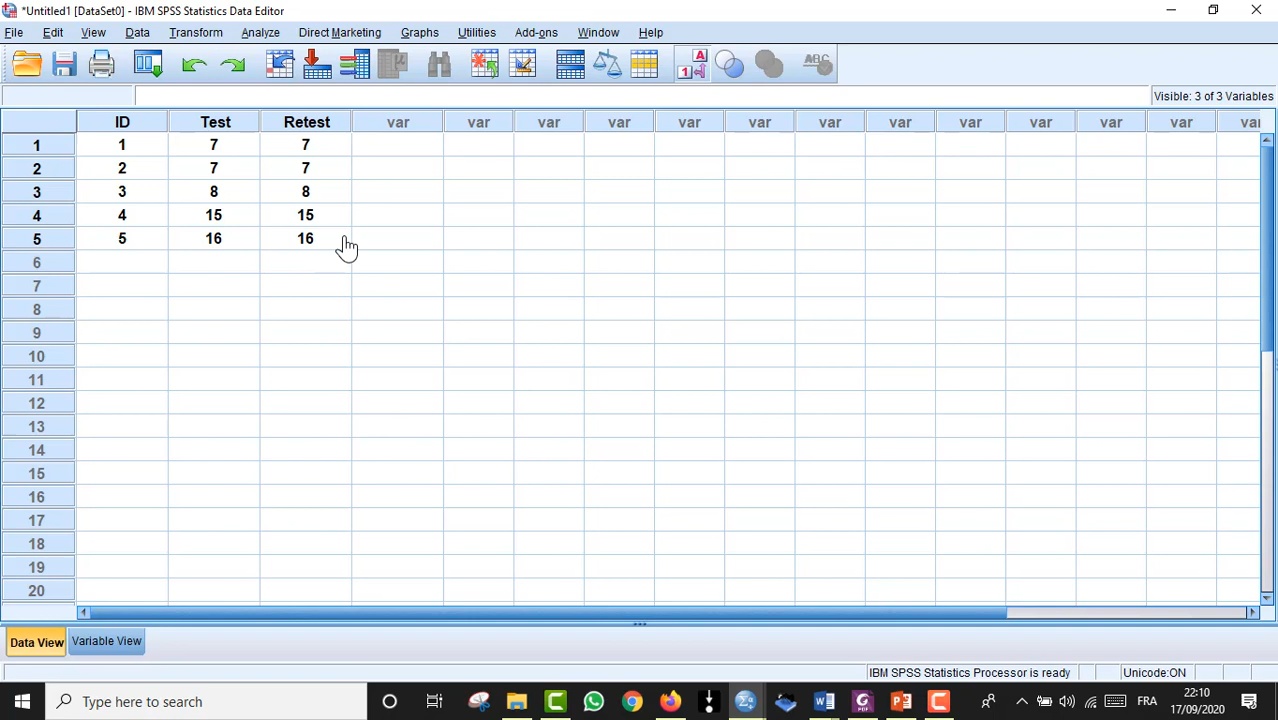 *Untitled1 [DataSet0] - IBM SPSS Statistics Data Editor
File Edit View Data Transform Analyze Direct Marketing Graphs Utilities Add-ons Window Help
A 1 ABC
Visible: 3 of 3 Variables
ID Test Retest var var var var var var var var var var var var var
1 1 7 7
2 2 7 7
3 3 8 8
4 4 15 15
5 5 16 16
6
7
8
9
10
11
12
13
14
15
16
17
18
19
20
Data View Variable View
IBM SPSS Statistics Processor is ready Unicode:ON
Type here to search FRA 22:10
17/09/2020